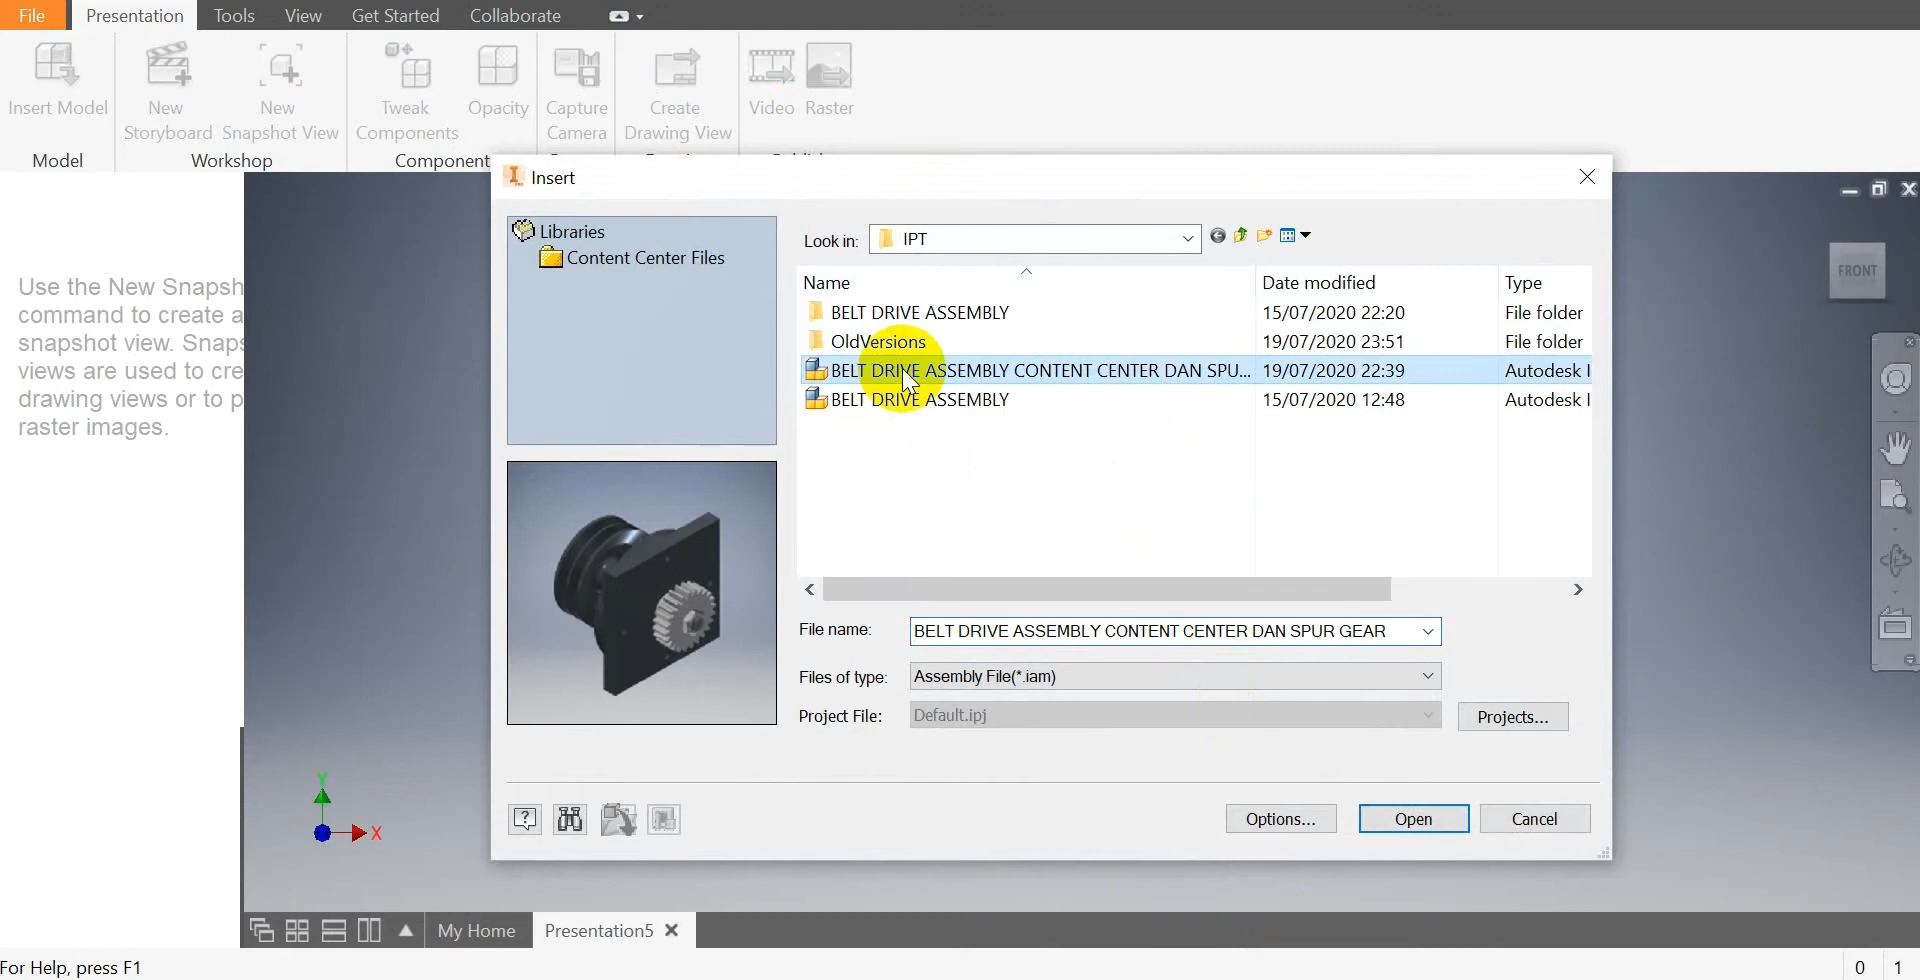 File Presentation Tools View Get Started Collaborate
Insert Model New Storyboard New Snapshot View Tweak Components Opacity Capture Camera Create Drawing View Video Raster
Model Workshop Component
Insert
Use the New Snapsh
command to create a
snapshot view. Snaps
views are used to cre
drawing views or to p
raster images.
Libraries
Content Center Files
Look in: IPT
Name Date modified Type
BELT DRIVE ASSEMBLY 15/07/2020 22:20 File folder
OldVersions 19/07/2020 23:51 File folder
BELT DRIVE ASSEMBLY CONTENT CENTER DAN SPU... 19/07/2020 22:39 Autodesk I
BELT DRIVE ASSEMBLY 15/07/2020 12:48 Autodesk I
File name: BELT DRIVE ASSEMBLY CONTENT CENTER DAN SPUR GEAR
Files of type: Assembly File(*.iam)
Project File: Default.ipj Projects...
Options... Open Cancel
FRONT
Y
X
My Home Presentation5
For Help, press F1 0 1